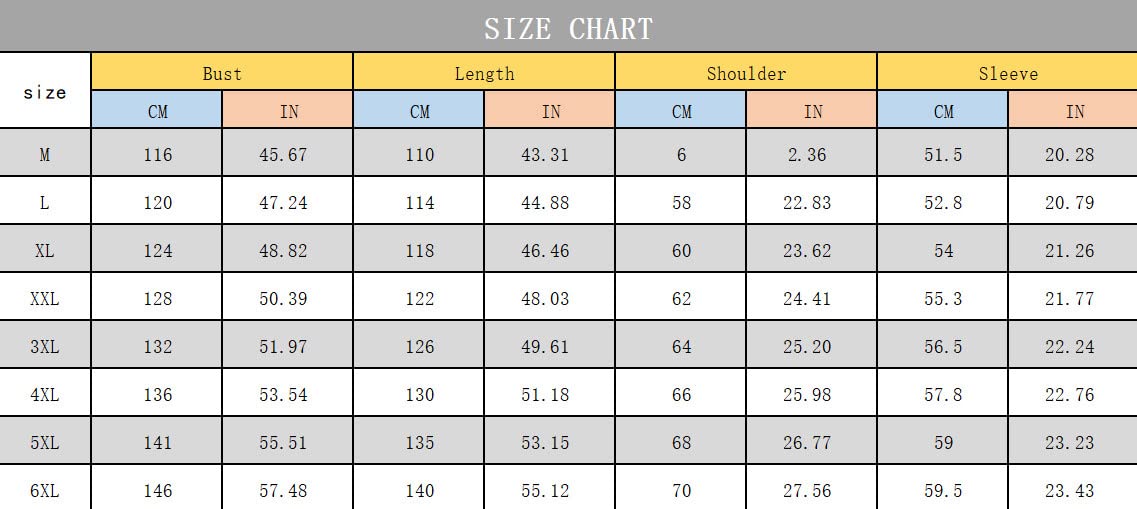 SIZE CHART
size Bust Length Shoulder Sleeve
CM IN CM IN CM IN CM IN
M 116 45.67 110 43.31 6 2.36 51.5 20.28
L 120 47.24 114 44.88 58 22.83 52.8 20.79
XL 124 48.82 118 46.46 60 23.62 54 21.26
XXL 128 50.39 122 48.03 62 24.41 55.3 21.77
3XL 132 51.97 126 49.61 64 25.20 56.5 22.24
4XL 136 53.54 130 51.18 66 25.98 57.8 22.76
5XL 141 55.51 135 53.15 68 26.77 59 23.23
6XL 146 57.48 140 55.12 70 27.56 59.5 23.43